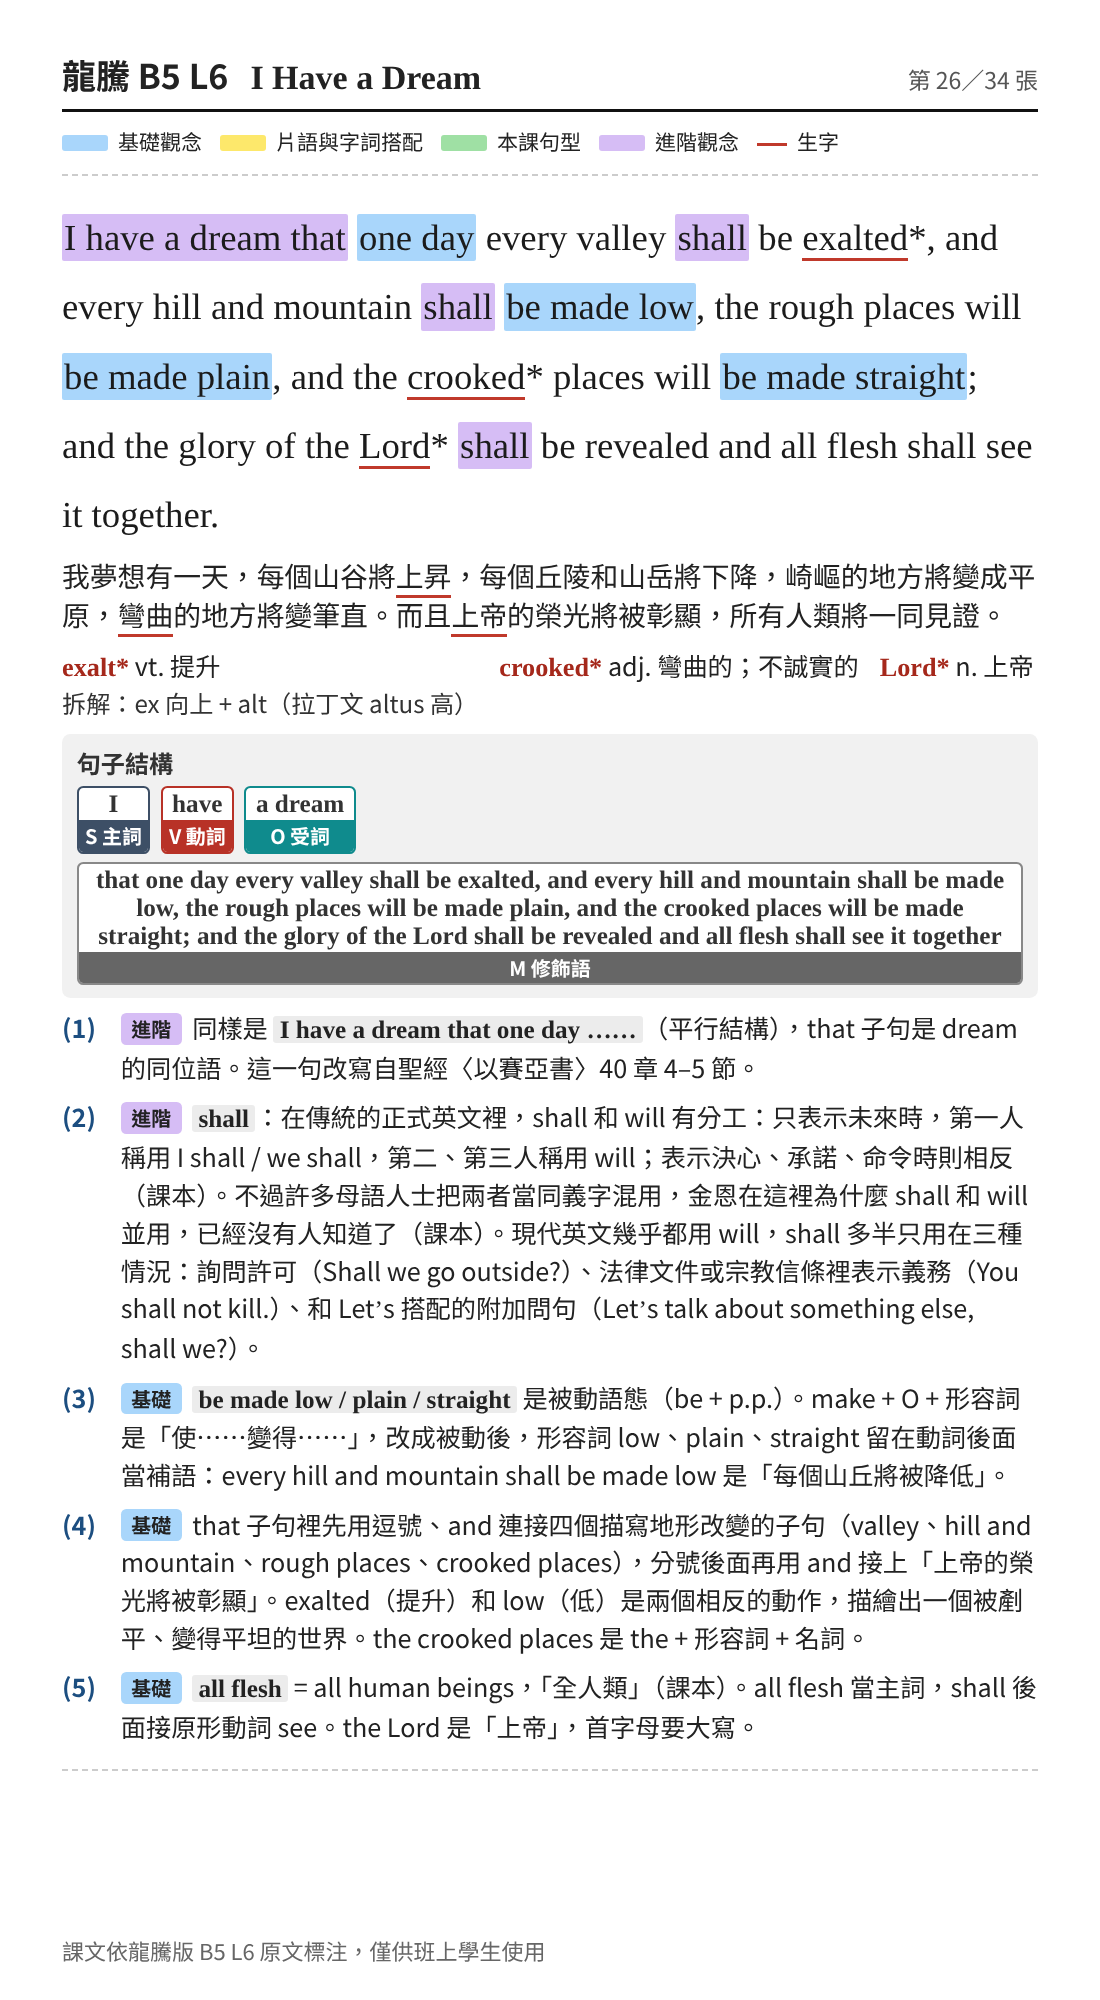 龍騰 B5 L6 I Have a Dream
第 26／34 張
基礎觀念 片語與字詞搭配 本課句型 進階觀念 生字
I have a dream that one day every valley shall be exalted*, and
every hill and mountain shall be made low, the rough places will
be made plain, and the crooked* places will be made straight;
and the glory of the Lord* shall be revealed and all flesh shall see
it together.
我夢想有一天，每個山谷將上昇，每個丘陵和山岳將下降，崎嶇的地方將變成平
原，彎曲的地方將變筆直。而且上帝的榮光將被彰顯，所有人類將一同見證。
exalt* vt. 提升 crooked* adj. 彎曲的；不誠實的 Lord* n. 上帝
拆解：ex 向上 + alt（拉丁文 altus 高）
句子結構
I have a dream
S 主詞 V 動詞 O 受詞
that one day every valley shall be exalted, and every hill and mountain shall be made
low, the rough places will be made plain, and the crooked places will be made
straight; and the glory of the Lord shall be revealed and all flesh shall see it together
M 修飾語
(1) 進階 同樣是 I have a dream that one day ……（平行結構），that 子句是 dream
的同位語。這一句改寫自聖經〈以賽亞書〉40 章 4–5 節。
(2) 進階 shall：在傳統的正式英文裡，shall 和 will 有分工：只表示未來時，第一人
稱用 I shall / we shall，第二、第三人稱用 will；表示決心、承諾、命令時則相反
（課本）。不過許多母語人士把兩者當同義字混用，金恩在這裡為什麼 shall 和 will
並用，已經沒有人知道了（課本）。現代英文幾乎都用 will，shall 多半只用在三種
情況：詢問許可（Shall we go outside?）、法律文件或宗教信條裡表示義務（You
shall not kill.）、和 Let’s 搭配的附加問句（Let’s talk about something else,
shall we?）。
(3) 基礎 be made low / plain / straight 是被動語態（be + p.p.）。make + O + 形容詞
是「使……變得……」，改成被動後，形容詞 low、plain、straight 留在動詞後面
當補語：every hill and mountain shall be made low 是「每個山丘將被降低」。
(4) 基礎 that 子句裡先用逗號、and 連接四個描寫地形改變的子句（valley、hill and
mountain、rough places、crooked places），分號後面再用 and 接上「上帝的榮
光將被彰顯」。exalted（提升）和 low（低）是兩個相反的動作，描繪出一個被剷
平、變得平坦的世界。the crooked places 是 the + 形容詞 + 名詞。
(5) 基礎 all flesh = all human beings，「全人類」（課本）。all flesh 當主詞，shall 後
面接原形動詞 see。the Lord 是「上帝」，首字母要大寫。
課文依龍騰版 B5 L6 原文標注，僅供班上學生使用